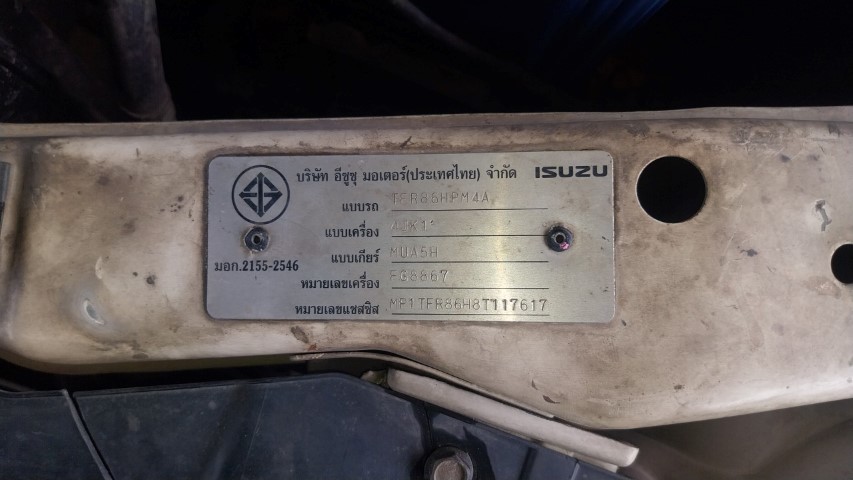 บริษัท อีซูซุ มอเตอร์(ประเทศไทย) จำกัด ISUZU
แบบรถ TFR86HPM4A
แบบเครื่อง 4JK1
แบบเกียร์ MUA5H
มอก.2155-2546
หมายเลขเครื่อง FG8867
หมายเลขแชสซิส MP1TFR86H8T117617